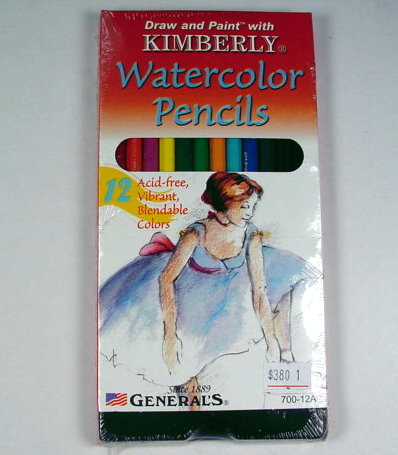 Draw and Paint™ with
KIMBERLY®
Watercolor
Pencils
12
Acid-free,
Vibrant,
Blendable
Colors
$380 1
Since 1889
GENERAL'S®
700-12A